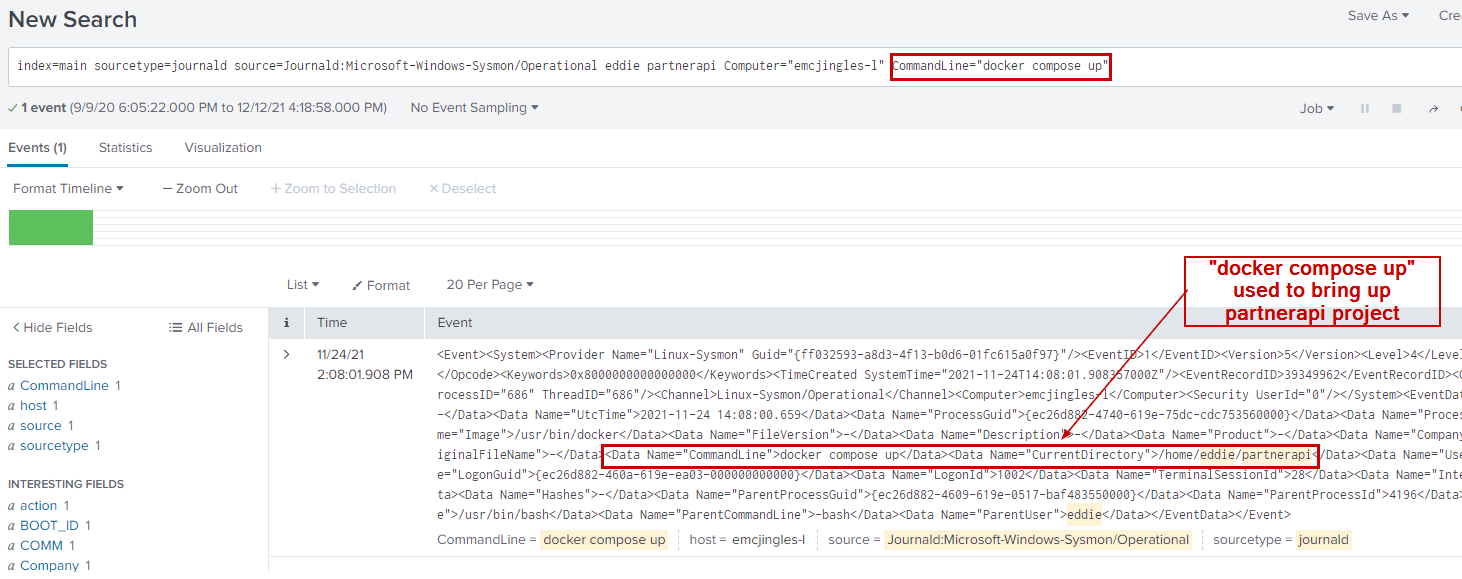 New Search
Save As
Crea
index=main sourcetype=journald source=Journald:Microsoft-Windows-Sysmon/Operational eddie partnerapi Computer="emcjingles-l" CommandLine="docker compose up"
✓ 1 event (9/9/20 6:05:22.000 PM to 12/12/21 4:18:58.000 PM)
No Event Sampling
Job
Events (1)
Statistics
Visualization
Format Timeline
— Zoom Out
+ Zoom to Selection
× Deselect
"docker compose up"
used to bring up
partnerapi project
List
Format
20 Per Page
< Hide Fields
All Fields
i
Time
Event
SELECTED FIELDS
a CommandLine 1
a host 1
a source 1
a sourcetype 1
INTERESTING FIELDS
a action 1
a BOOT_ID 1
a COMM 1
a Company 1
>
11/24/21
2:08:01.908 PM
<Event><System><Provider Name="Linux-Sysmon" Guid="{ff032593-a8d3-4f13-b0d6-01fc615a0f97}"/><EventID>1</EventID><Version>5</Version><Level>4</Level
</Opcode><Keywords>0x8000000000000000</Keywords><TimeCreated SystemTime="2021-11-24T14:08:01.908357000Z"/><EventRecordID>39349962</EventRecordID><C
rocessID="686" ThreadID="686"/><Channel>Linux-Sysmon/Operational</Channel><Computer>emcjingles-l</Computer><Security UserId="0"/></System><EventDat
-</Data><Data Name="UtcTime">2021-11-24 14:08:00.659</Data><Data Name="ProcessGuid">{ec26d882-4740-619e-75dc-cdc753560000}</Data><Data Name="Proces
me="Image">/usr/bin/docker</Data><Data Name="FileVersion">-</Data><Data Name="Description">-</Data><Data Name="Product">-</Data><Data Name="Company
iginalFileName">-</Data><Data Name="CommandLine">docker compose up</Data><Data Name="CurrentDirectory">/home/eddie/partnerapi</Data><Data Name="Use
e="LogonGuid">{ec26d882-460a-619e-ea03-000000000000}</Data><Data Name="LogonId">1002</Data><Data Name="TerminalSessionId">28</Data><Data Name="Inte
ta><Data Name="Hashes">-</Data><Data Name="ParentProcessGuid">{ec26d882-4609-619e-0517-baf483550000}</Data><Data Name="ParentProcessId">4196</Data>
e">/usr/bin/bash</Data><Data Name="ParentCommandLine">-bash</Data><Data Name="ParentUser">eddie</Data></EventData></Event>
CommandLine = docker compose up
host = emcjingles-l
source = Journald:Microsoft-Windows-Sysmon/Operational
sourcetype = journald